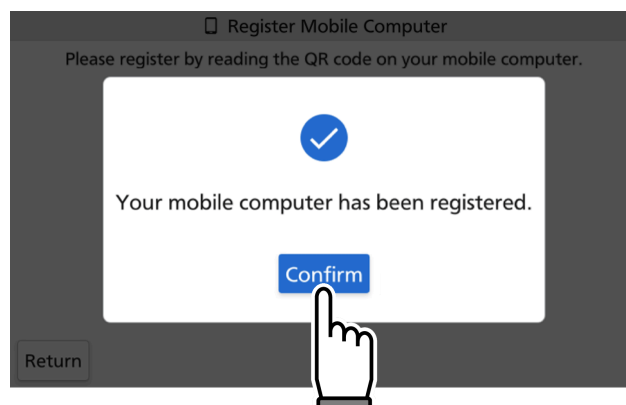 Register Mobile Computer
Please register by reading the QR code on your mobile computer.
Your mobile computer has been registered.
Confirm
Return